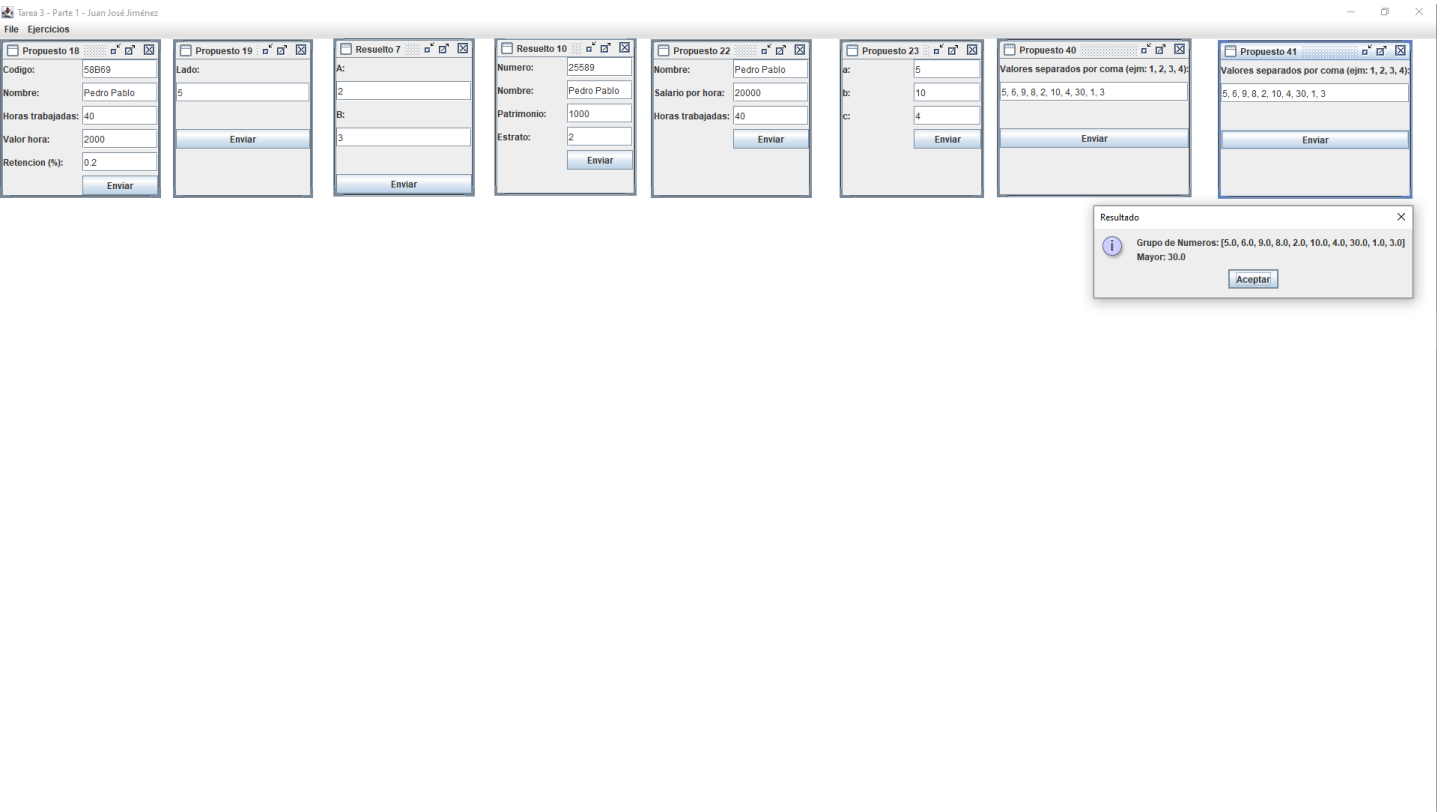 Tarea 3 - Parte 1 - Juan José Jiménez
File Ejercicios
Propuesto 18
Codigo: 58B69
Nombre: Pedro Pablo
Horas trabajadas: 40
Valor hora: 2000
Retencion (%): 0.2
Enviar
Propuesto 19
Lado:
5
Enviar
Resuelto 7
A:
2
B:
3
Enviar
Resuelto 10
Numero: 25589
Nombre: Pedro Pablo
Patrimonio: 1000
Estrato: 2
Enviar
Propuesto 22
Nombre: Pedro Pablo
Salario por hora: 20000
Horas trabajadas: 40
Enviar
Propuesto 23
a: 5
b: 10
c: 4
Enviar
Propuesto 40
Valores separados por coma (ejm: 1, 2, 3, 4):
5, 6, 9, 8, 2, 10, 4, 30, 1, 3
Enviar
Propuesto 41
Valores separados por coma (ejm: 1, 2, 3, 4):
5, 6, 9, 8, 2, 10, 4, 30, 1, 3
Enviar
Resultado
Grupo de Numeros: [5.0, 6.0, 9.0, 8.0, 2.0, 10.0, 4.0, 30.0, 1.0, 3.0]
Mayor: 30.0
Aceptar